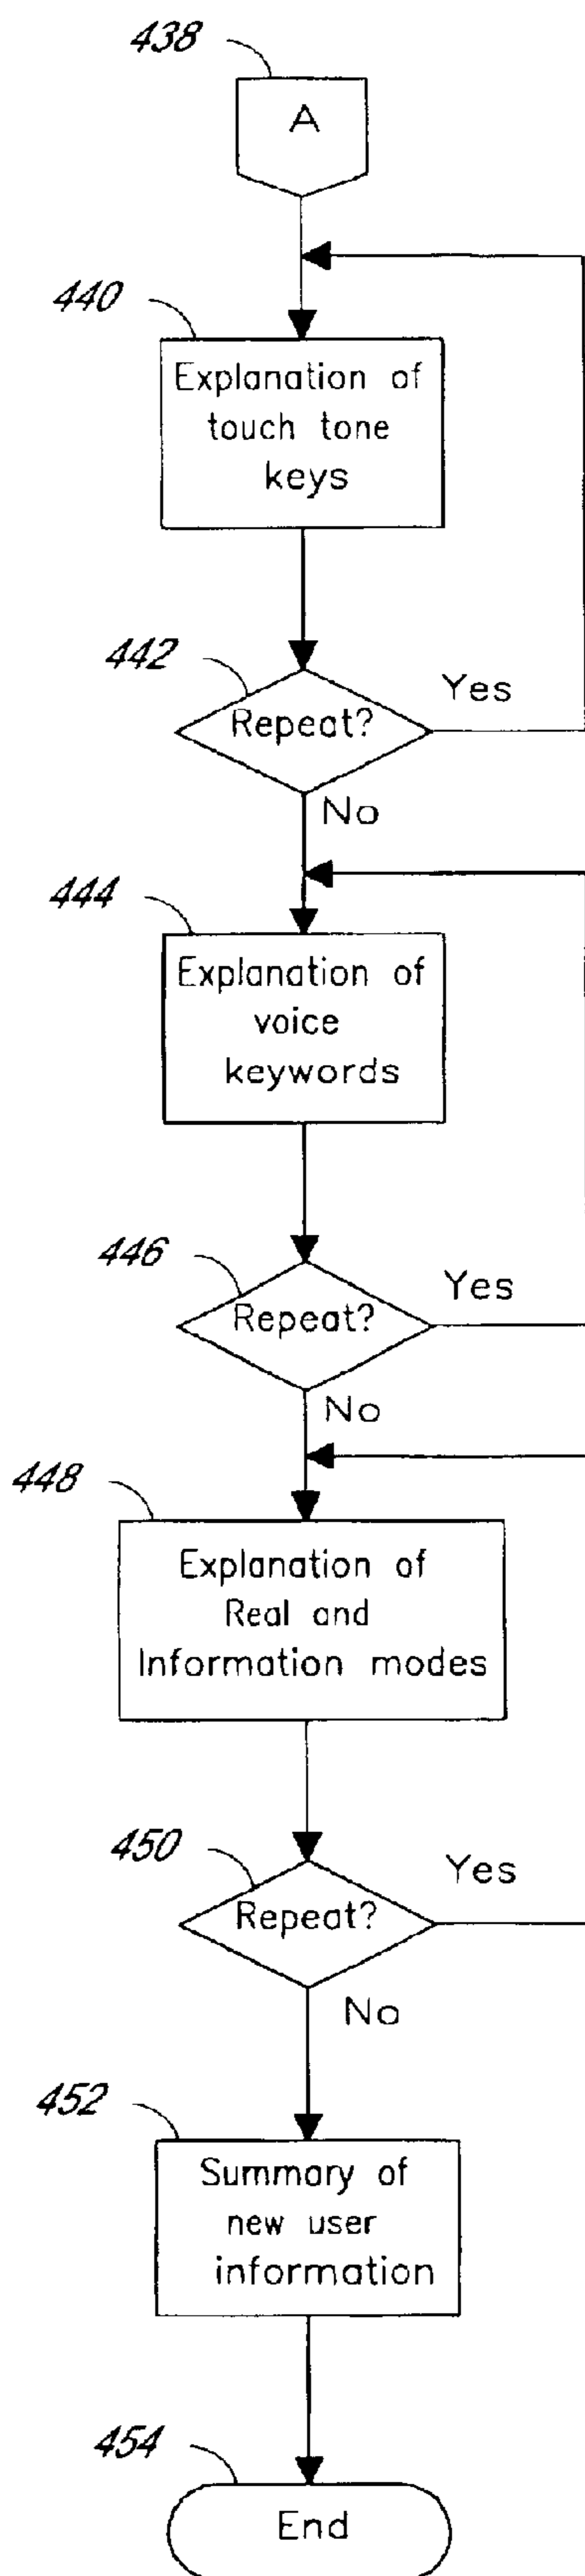 438
A
440
Explanation of
touch tone
keys
442
Repeat?
Yes
No
444
Explanation of
voice
keywords
446
Repeat?
Yes
No
448
Explanation of
Real and
Information modes
450
Repeat?
Yes
No
452
Summary of
new user
information
454
End